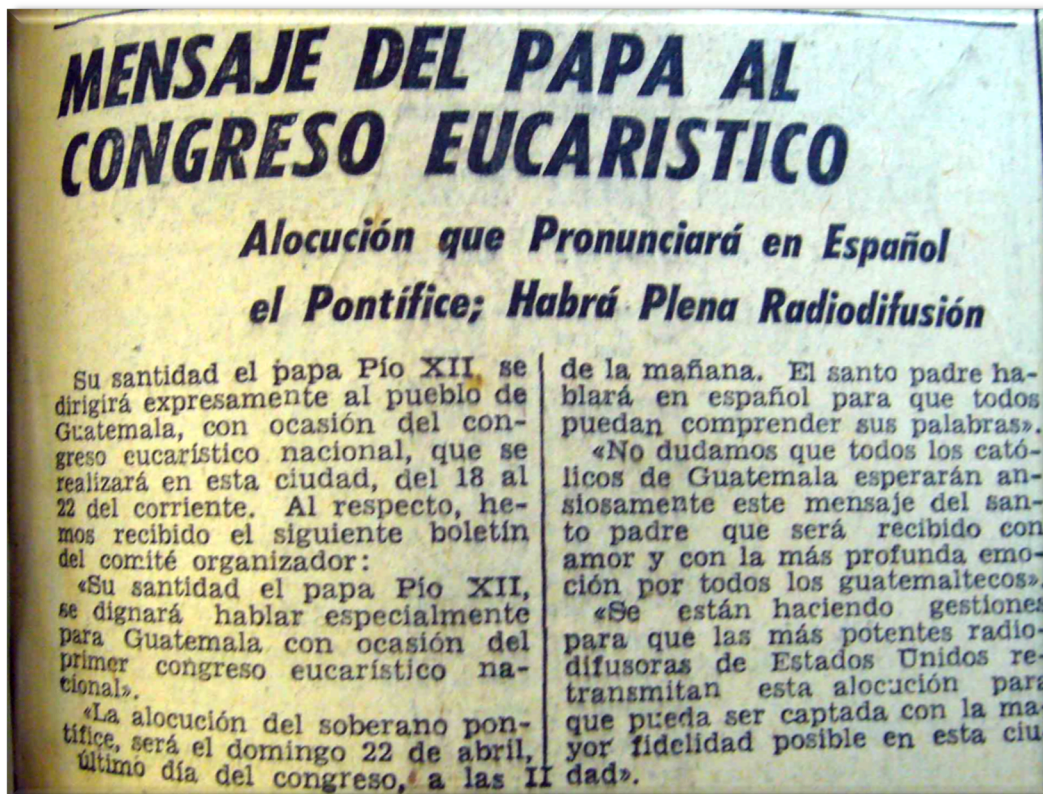 MENSAJE DEL PAPA AL
CONGRESO EUCARISTICO
Alocución que Pronunciará en Español
el Pontífice; Habrá Plena Radiodifusión
Su santidad el papa Pío XII, se
dirigirá expresamente al pueblo de
Guatemala, con ocasión del con-
greso eucarístico nacional, que se
realizará en esta ciudad, del 18 al
22 del corriente. Al respecto, he-
mos recibido el siguiente boletín
del comité organizador:
«Su santidad el papa Pío XII,
se dignará hablar especialmente
para Guatemala con ocasión del
primer congreso eucarístico na-
cional».
«La alocución del soberano pon-
tífice, será el domingo 22 de abril,
último día del congreso, a las II
de la mañana. El santo padre ha-
blará en español para que todos
puedan comprender sus palabras».
«No dudamos que todos los cató-
licos de Guatemala esperarán an-
siosamente este mensaje del san-
to padre que será recibido con
amor y con la más profunda emo-
ción por todos los guatemaltecos».
«Se están haciendo gestiones
para que las más potentes radio-
difusoras de Estados Unidos re-
transmitan esta alocución para
que pueda ser captada con la ma-
yor fidelidad posible en esta ciu
dad».